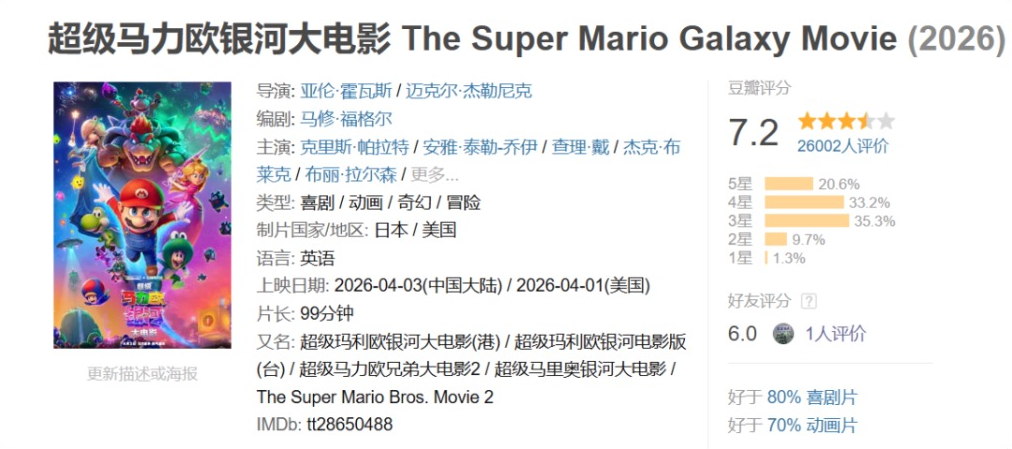 超级马力欧银河大电影 The Super Mario Galaxy Movie (2026)
导演: 亚伦·霍瓦斯 / 迈克尔·杰勒尼克
编剧: 马修·福格尔
主演: 克里斯·帕拉特 / 安雅·泰勒-乔伊 / 查理·戴 / 杰克·布
莱克 / 布丽·拉尔森 / 更多...
类型: 喜剧 / 动画 / 奇幻 / 冒险
制片国家/地区: 日本 / 美国
语言: 英语
上映日期: 2026-04-03(中国大陆) / 2026-04-01(美国)
片长: 99分钟
又名: 超级玛利欧银河大电影(港) / 超级玛利欧银河电影版
(台) / 超级马力欧兄弟大电影2 / 超级马里奥银河大电影 /
The Super Mario Bros. Movie 2
IMDb: tt28650488
超级
马力欧
银河
大电影
更新描述或海报
豆瓣评分
7.2
26002人评价
5星 20.6%
4星 33.2%
3星 35.3%
2星 9.7%
1星 1.3%
好友评分 ?
6.0 1人评价
好于 80% 喜剧片
好于 70% 动画片